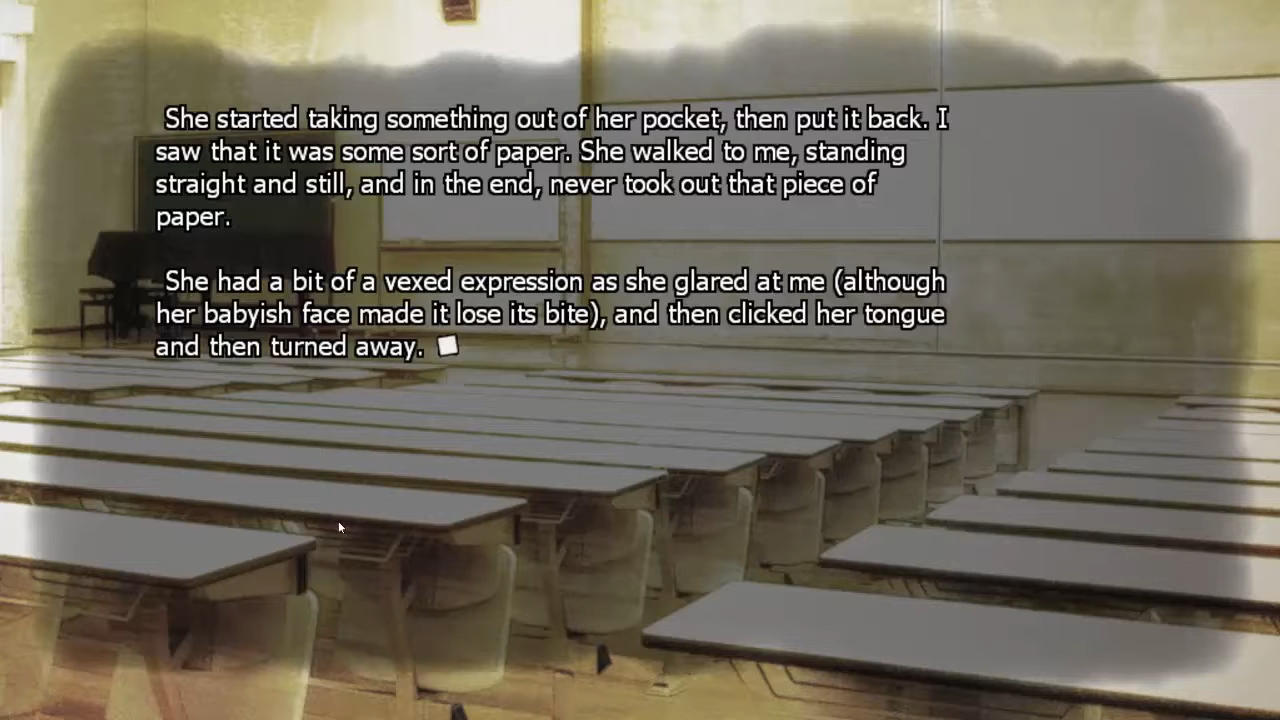 She started taking something out of her pocket, then put it back. I
saw that it was some sort of paper. She walked to me, standing
straight and still, and in the end, never took out that piece of
paper.
She had a bit of a vexed expression as she glared at me (although
her babyish face made it lose its bite), and then clicked her tongue
and then turned away.